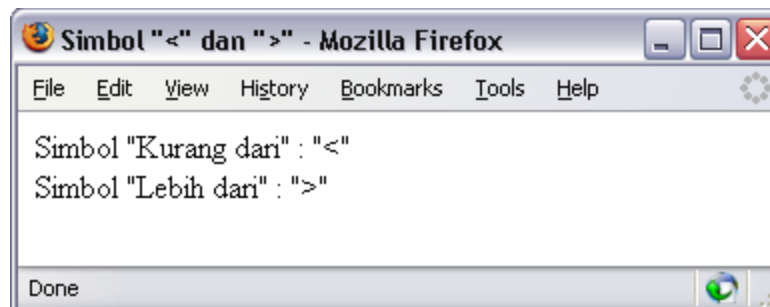 Simbol "<" dan ">" - Mozilla Firefox
File Edit View History Bookmarks Tools Help
Simbol "Kurang dari" : "<"
Simbol "Lebih dari" : ">"
Done